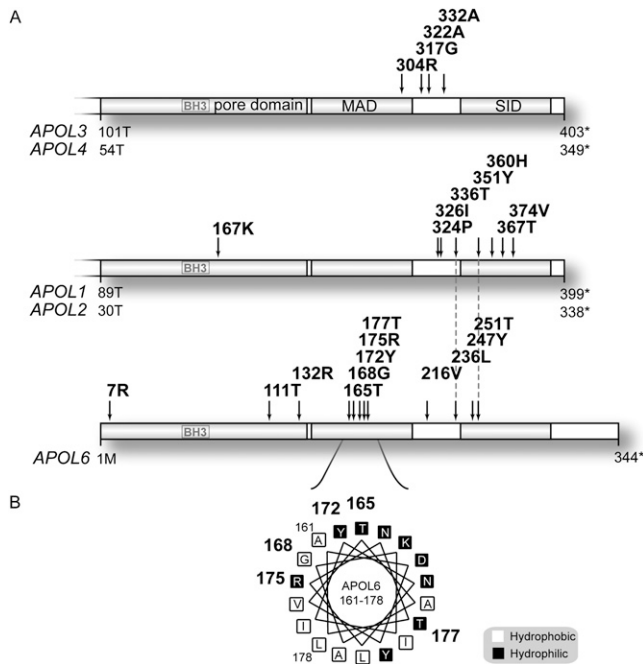 A
332A
322A
317G
304R
BH3 pore domain MAD SID
APOL3 101T 403*
APOL4 54T 349*
360H
351Y
336T
326I 374V
167K 324P 367T
BH3
APOL1 89T 399*
APOL2 30T 338*
177T 251T
175R 247Y
172Y 236L
132R 168G 216V
7R 111T 165T
BH3
APOL6 1M 344*
B
172 165
161 A Y T N K
168 G D
175 R N
APOL6
161-178
V A
I T 177
178 L A L Y I
Hydrophobic
Hydrophilic